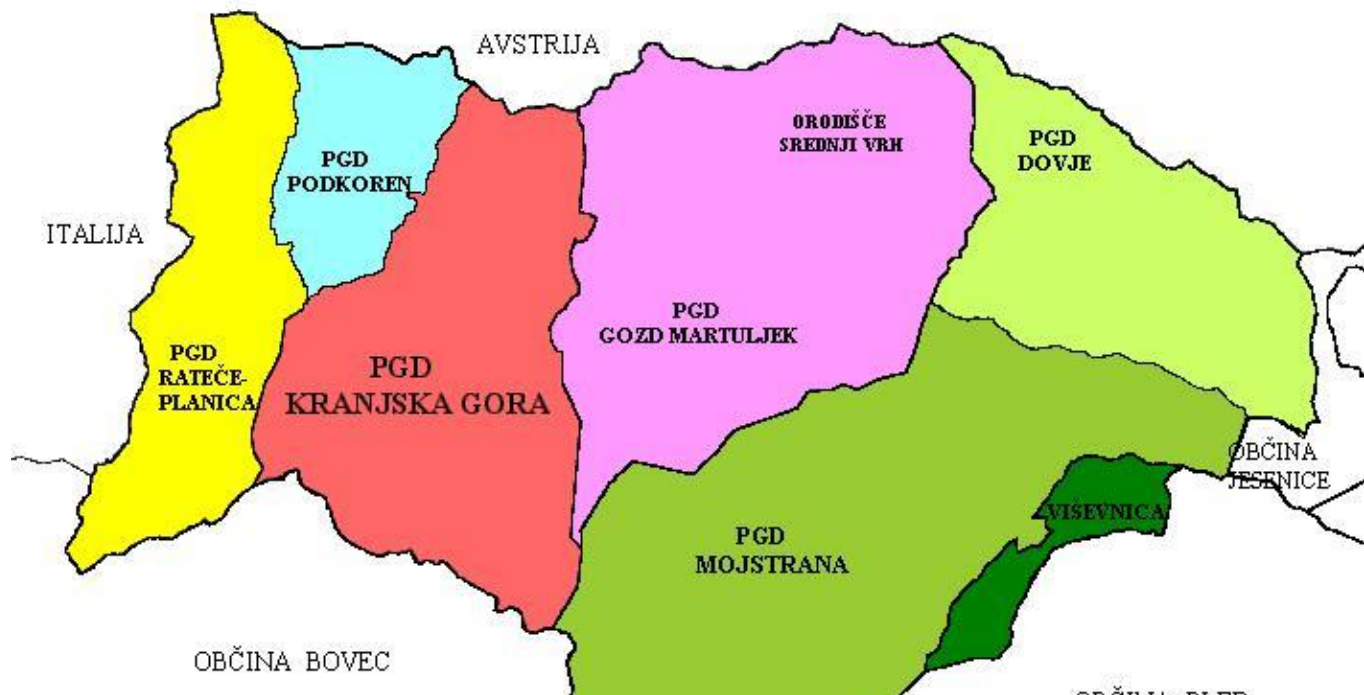 AVSTRIJA
ORODIŠČE
SREDNJI VRH
PGD
DOVJE
PGD
PODKOREN
ITALIJA
PGD
GOZD MARTULJEK
PGD
RATEČE-
PLANICA
PGD
KRANJSKA GORA
OBČINA
JESENICE
VIŠEVNICA
PGD
MOJSTRANA
OBČINA BOVEC